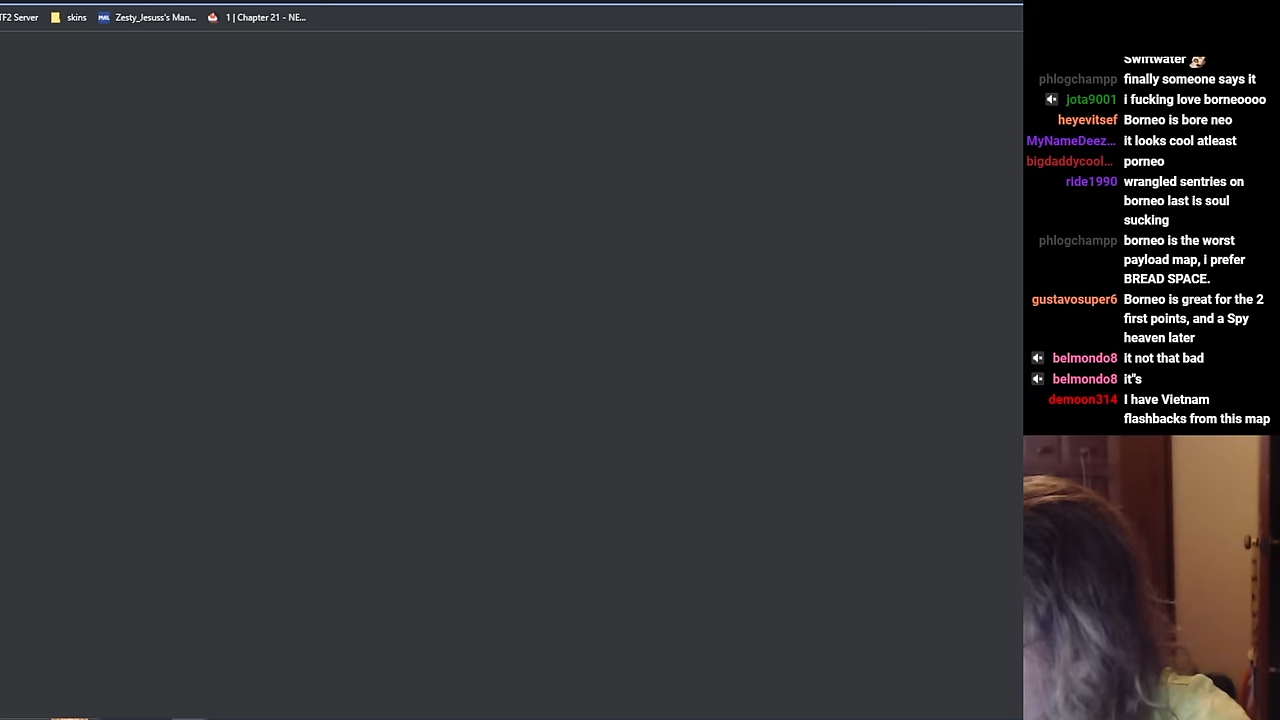 TF2 Server skins Zesty_Jesuss's Man... 1 | Chapter 21 - NE...
Swiftwater
phlogchampp finally someone says it
jota9001 i fucking love borneoooo
heyevitsef Borneo is bore neo
MyNameDeez... it looks cool atleast
bigdaddycool... porneo
ride1990 wrangled sentries on
borneo last is soul
sucking
phlogchampp borneo is the worst
payload map, i prefer
BREAD SPACE.
gustavosuper6 Borneo is great for the 2
first points, and a Spy
heaven later
belmondo8 it not that bad
belmondo8 it"s
demoon314 I have Vietnam
flashbacks from this map